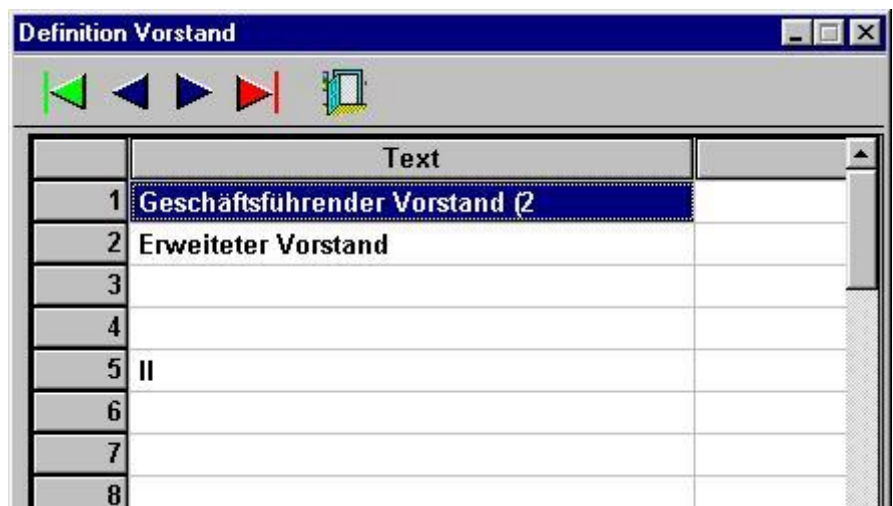 Definition Vorstand
Text
1 Geschäftsführender Vorstand (2
2 Erweiteter Vorstand
3
4
5 II
6
7
8